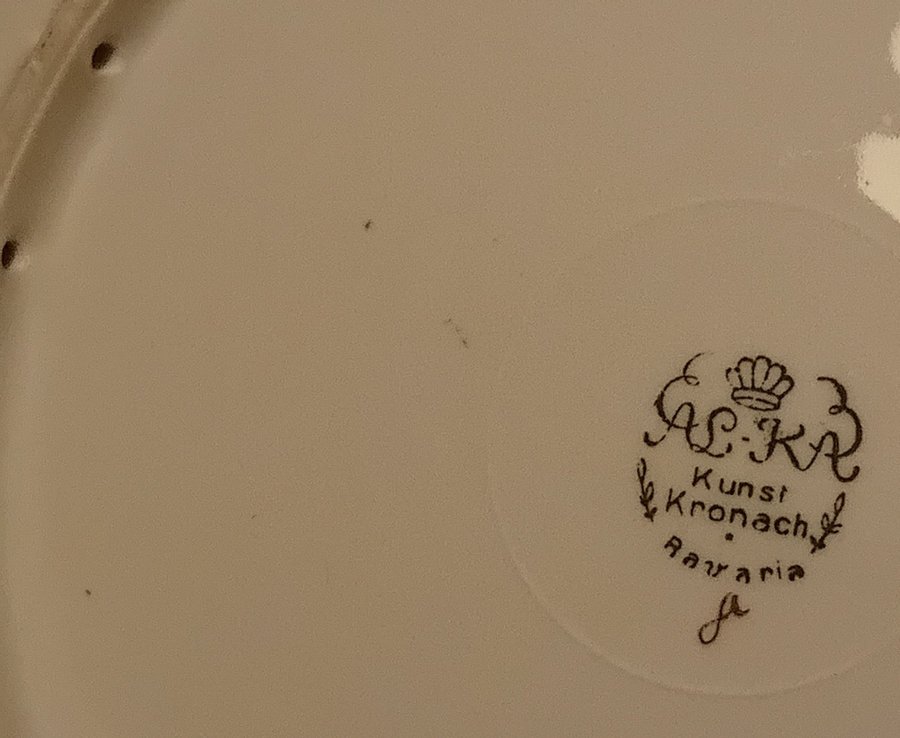 AL-KA
Kunst
Kronach
Bavaria